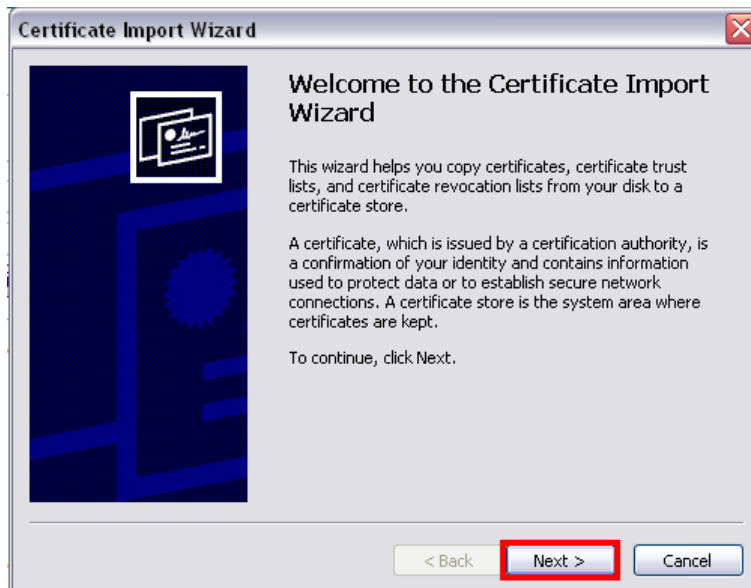 Certificate Import Wizard
Welcome to the Certificate Import
Wizard
This wizard helps you copy certificates, certificate trust
lists, and certificate revocation lists from your disk to a
certificate store.
A certificate, which is issued by a certification authority, is
a confirmation of your identity and contains information
used to protect data or to establish secure network
connections. A certificate store is the system area where
certificates are kept.
To continue, click Next.
< Back
Next >
Cancel